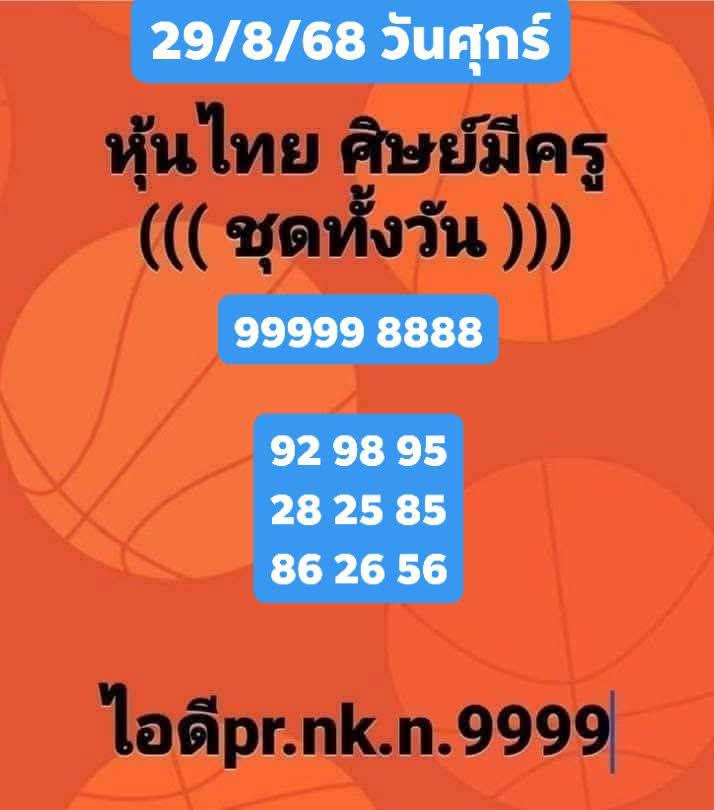 29/8/68 วันศุกร์
หุ้นไทย ศิษย์มีครู
((( ชุดทั้งวัน )))
99999 8888
92 98 95
28 25 85
86 26 56
ไอดีpr.nk.n.9999